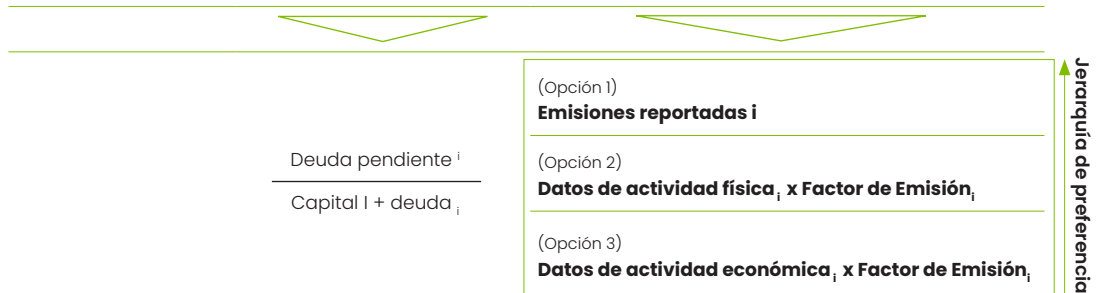 Deuda pendiente i
Capital I + deuda i
(Opción 1)
Emisiones reportadas i
(Opción 2)
Datos de actividad física i x Factor de Emisión i
(Opción 3)
Datos de actividad económica i x Factor de Emisión i
Jerarquía de preferencia